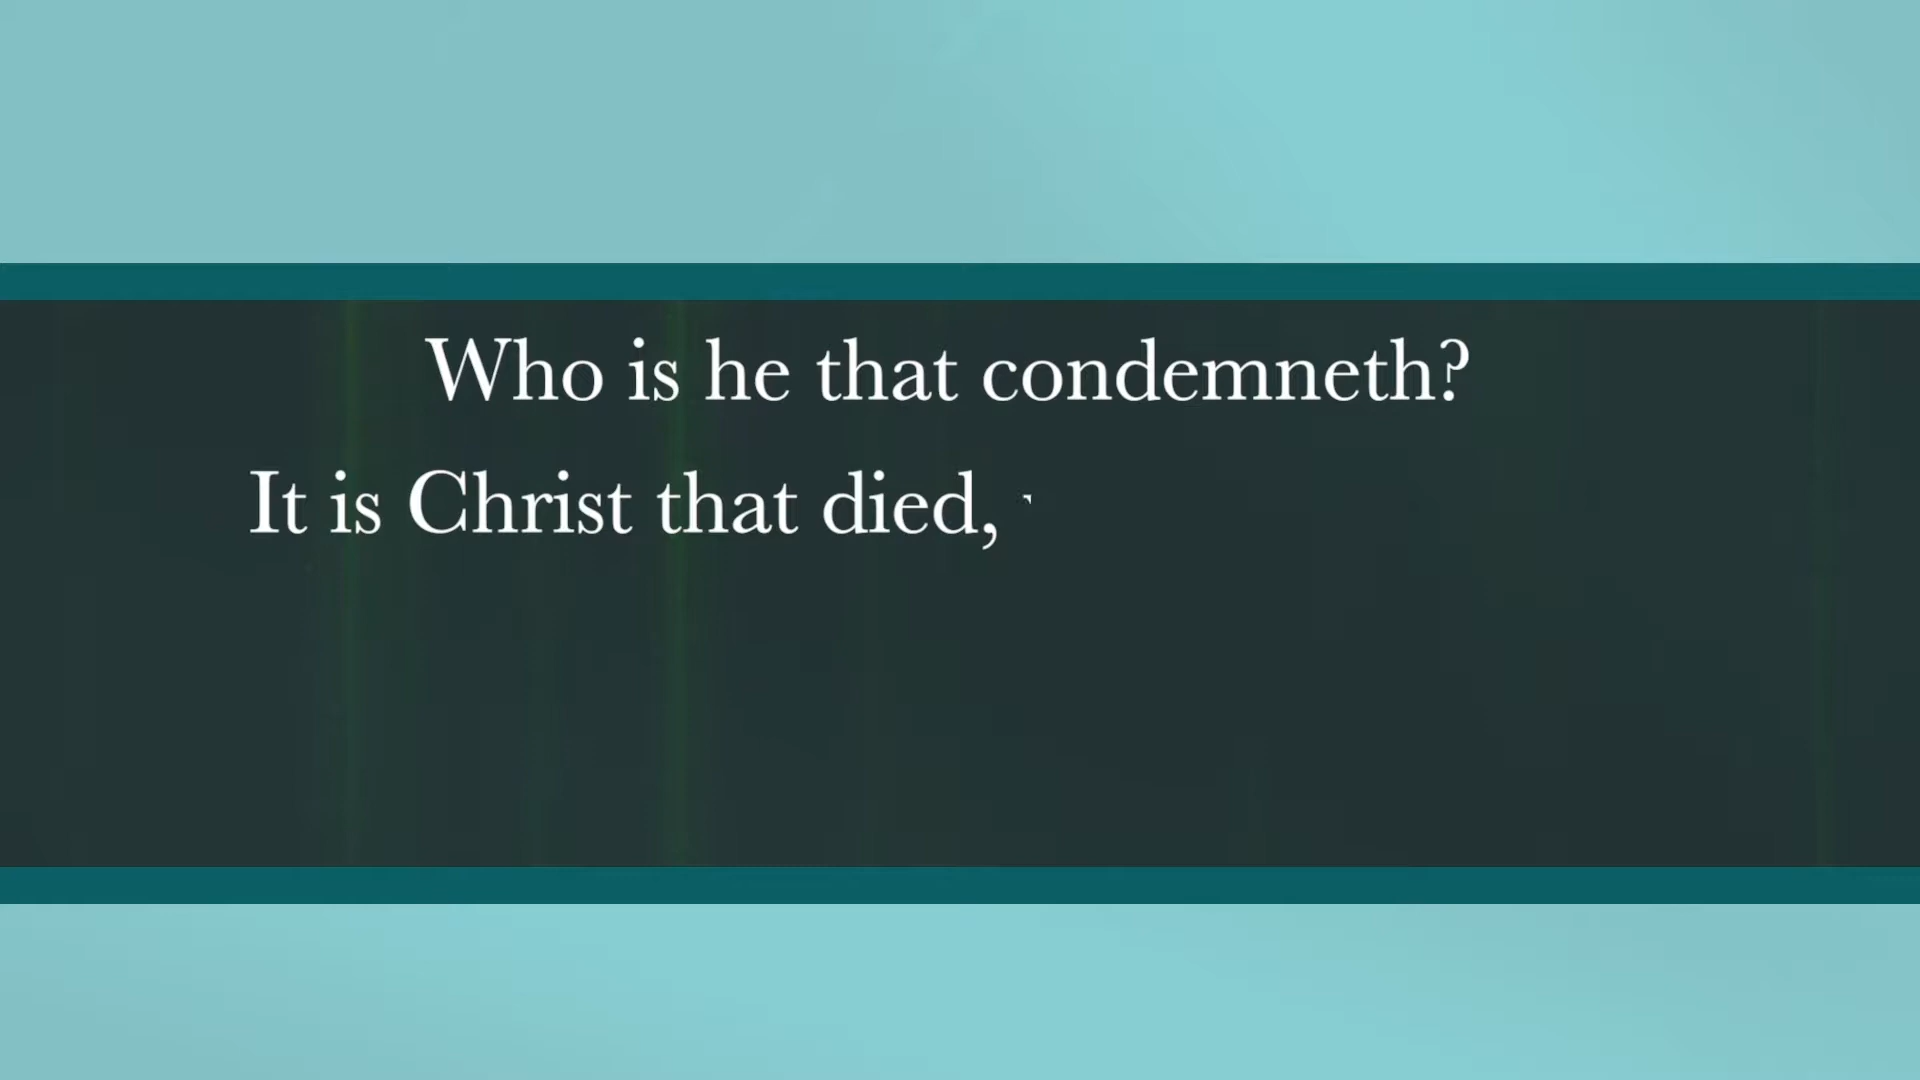 Who is he that condemneth?
It is Christ that died,